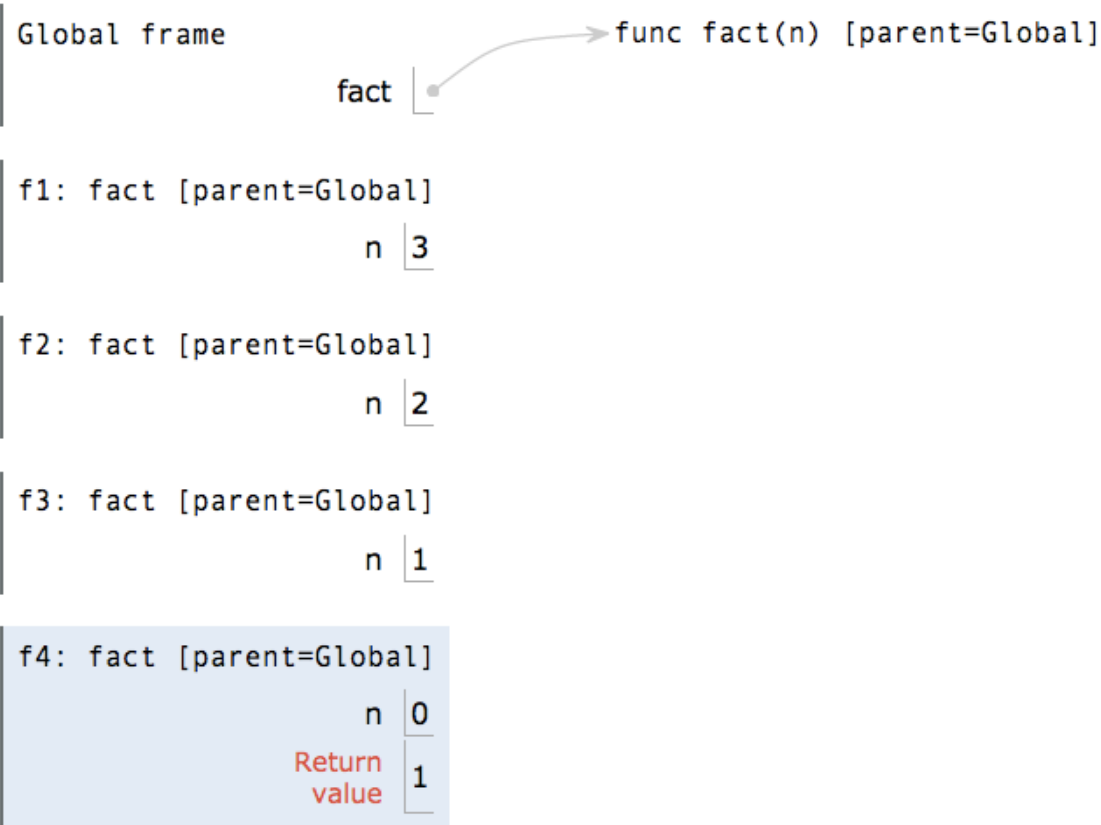 Global frame
func fact(n) [parent=Global]
fact
f1: fact [parent=Global]
n 3
f2: fact [parent=Global]
n 2
f3: fact [parent=Global]
n 1
f4: fact [parent=Global]
n 0
Return
value 1